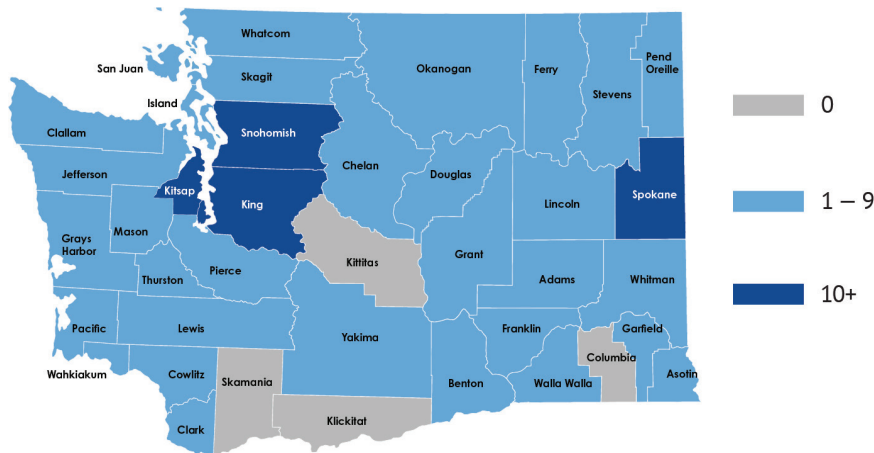 Whatcom
San Juan
Skagit
Island
Okanogan
Ferry
Pend
Oreille
Stevens
0
Clallam
Snohomish
Chelan
Jefferson
Douglas
Kitsap
King
Lincoln
Spokane
1 – 9
Mason
Grays
Harbor
Kittitas
Grant
Pierce
Thurston
Adams
Whitman
10+
Pacific
Lewis
Yakima
Franklin
Garfield
Columbia
Wahkiakum
Cowlitz
Skamania
Benton
Walla Walla
Asotin
Klickitat
Clark